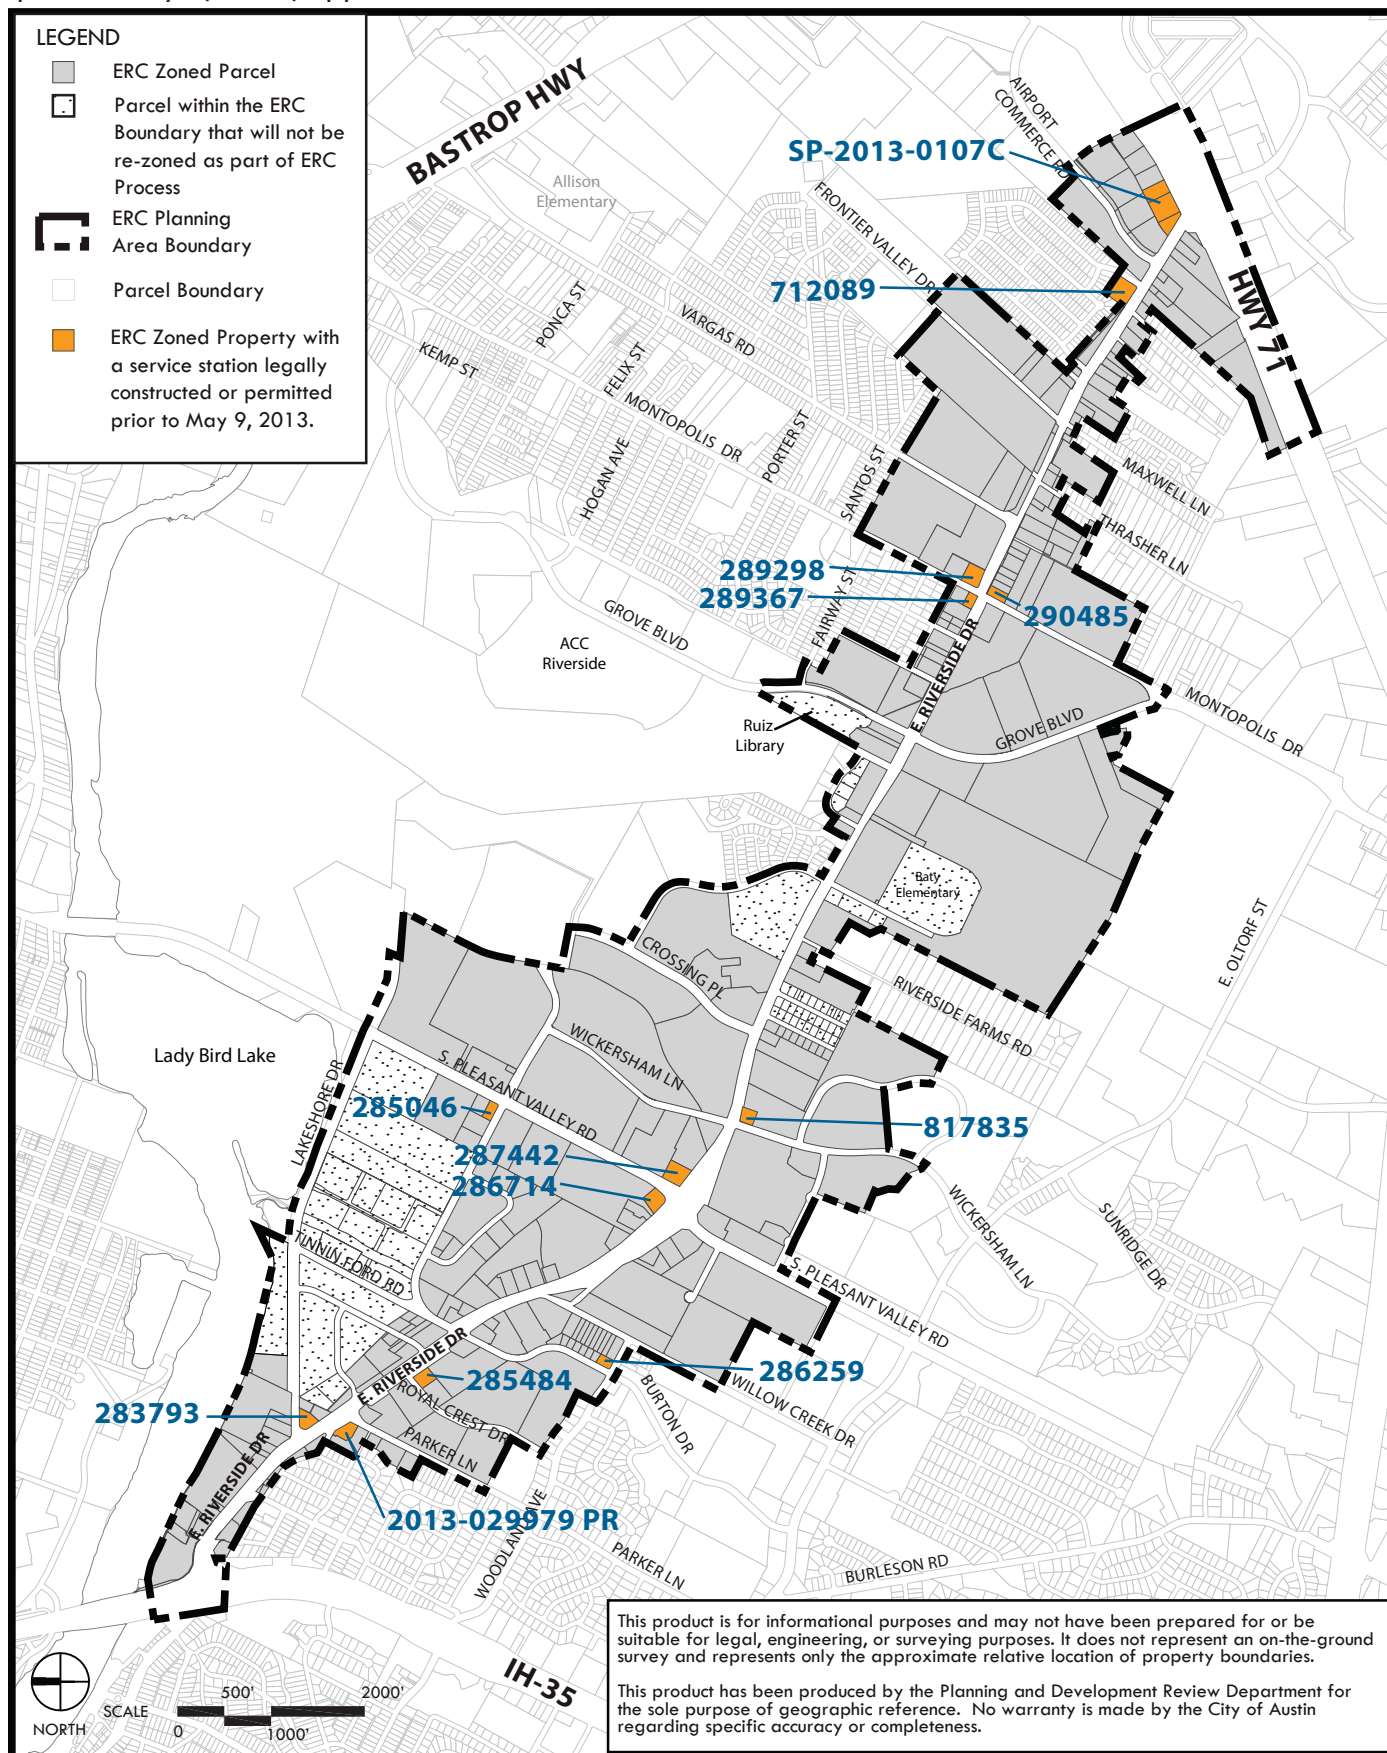 LEGEND
ERC Zoned Parcel
Parcel within the ERC
Boundary that will not be
re-zoned as part of ERC
Process
ERC Planning
Area Boundary
Parcel Boundary
ERC Zoned Property with
a service station legally
constructed or permitted
prior to May 9, 2013.
BASTROP HWY
AIRPORT
COMMERCE RD
SP-2013-0107C
Allison
Elementary
FRONTIER VALLEY DR
712089
HWY 71
PONCA ST
VARGAS RD
KEMP ST
FELIX ST
MONTOPOLIS DR
PORTER ST
HOGAN AVE
SANTOS ST
MAXWELL LN
THRASHER LN
289298
289367
290485
FAIRWAY ST
GROVE BLVD
ACC
Riverside
E. RIVERSIDE DR
MONTOPOLIS DR
Ruiz
Library
GROVE BLVD
Baty
Elementary
E. OLTORF ST
CROSSING PL
RIVERSIDE FARMS RD
WICKERSHAM LN
Lady Bird Lake
LAKESHORE DR
S. PLEASANT VALLEY RD
285046
817835
287442
286714
WICKERSHAM LN
SUNRIDGE DR
TINNIN FORD RD
S. PLEASANT VALLEY RD
E. RIVERSIDE DR
286259
285484
ROYAL CREST DR
WILLOW CREEK DR
BURTON DR
283793
PARKER LN
E. RIVERSIDE DR
2013-029979 PR
WOODLAND AVE
PARKER LN
BURLESON RD
IH-35
NORTH
SCALE
500'
2000'
0
1000'
This product is for informational purposes and may not have been prepared for or be
suitable for legal, engineering, or surveying purposes. It does not represent an on-the-ground
survey and represents only the approximate relative location of property boundaries.
This product has been produced by the Planning and Development Review Department for
the sole purpose of geographic reference. No warranty is made by the City of Austin
regarding specific accuracy or completeness.